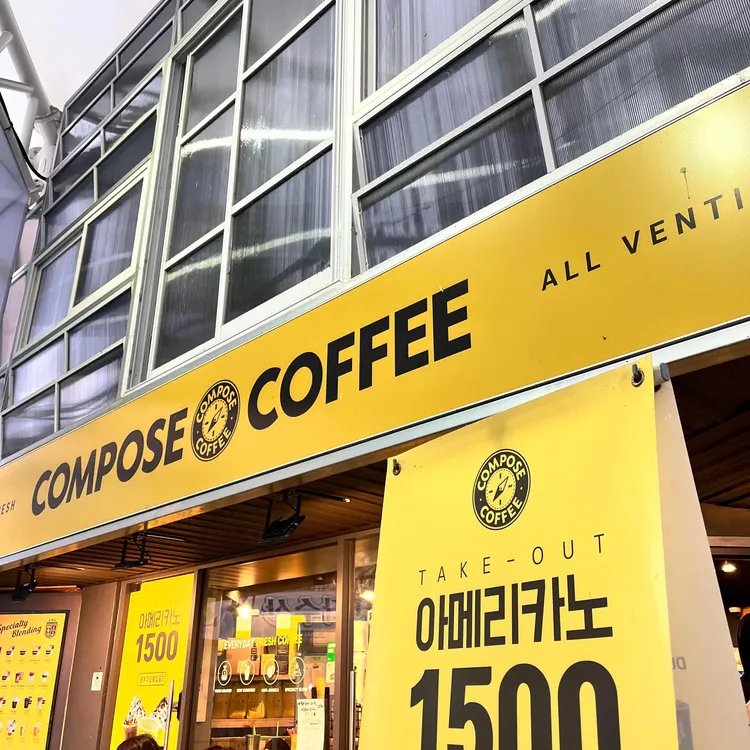 ALL VENTI
COMPOSE
COMPOSE
COFFEE
COFFEE
COMPOSE
COFFEE
TAKE-OUT
아메리카노
1500
아메리카노
1500
EVERYDAY FRESH COFFEE
Specialty
Blending